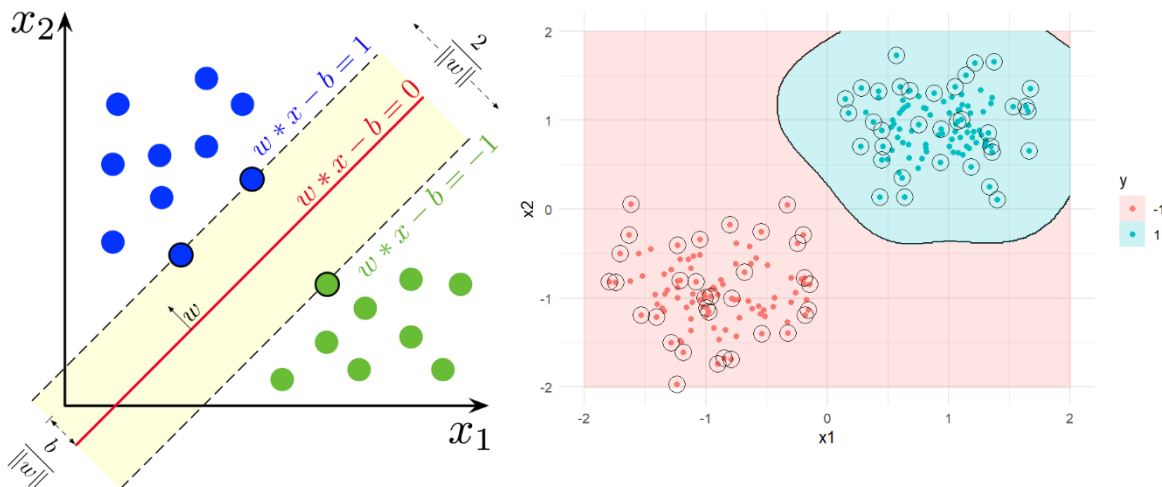 x₂
w * x − b = 1
2
‖w‖
w * x − b = 0
w * x − b = −1
w
b
‖w‖
x₁
2
1
0
-1
-2
x2
-2
-1
0
1
2
x1
y
-1
1